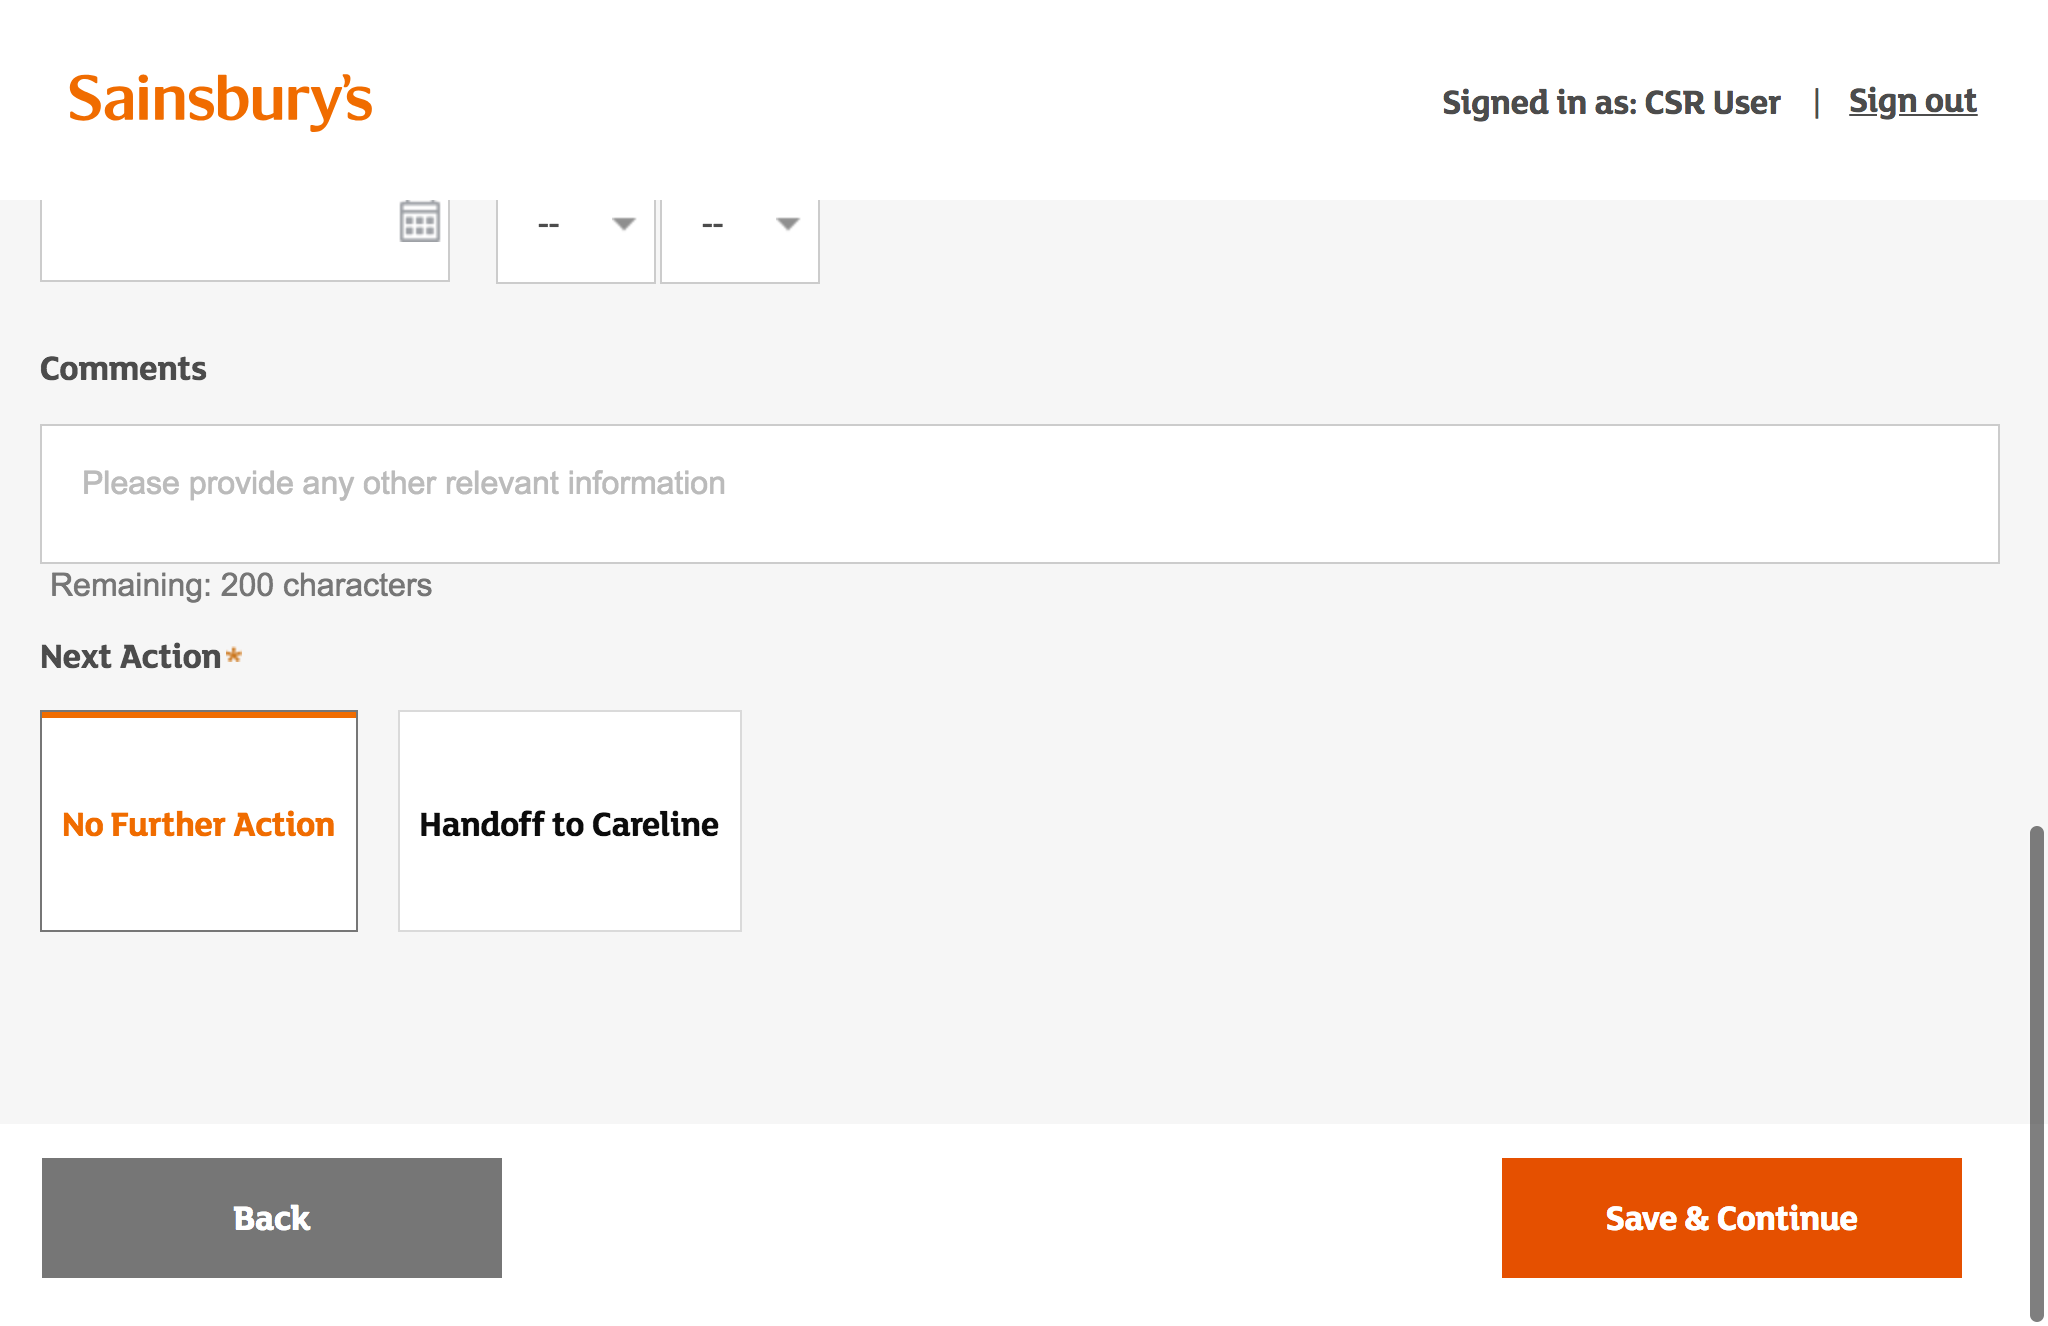 Sainsbury's
Signed in as: CSR User | Sign out
-- --
Comments
Please provide any other relevant information
Remaining: 200 characters
Next Action*
No Further Action
Handoff to Careline
Back
Save & Continue